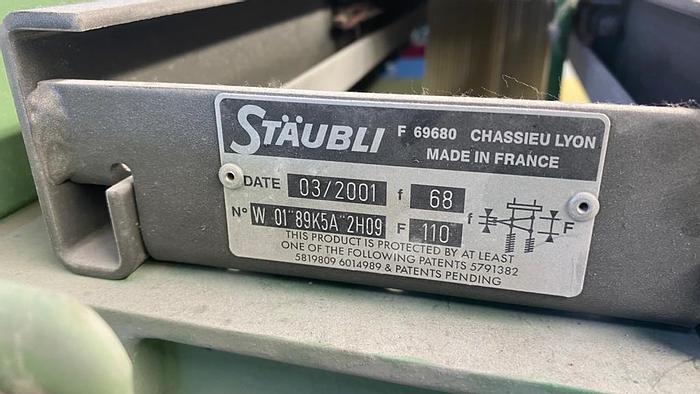 STÄUBLI F 69680 CHASSIEU LYON
MADE IN FRANCE
DATE 03/2001 f 68
N° W 01"89K5A"2H09 F 110
f F
THIS PRODUCT IS PROTECTED BY AT LEAST
ONE OF THE FOLLOWING PATENTS 5791382
5819809 6014989 & PATENTS PENDING